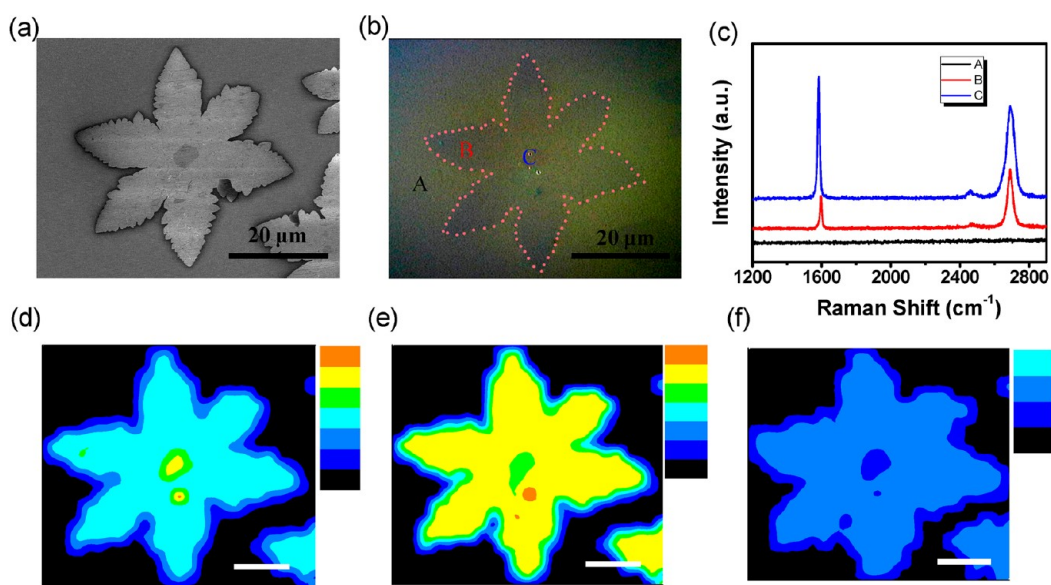 (a)
(b)
(c)
20 µm
A
B
C
20 µm
A
B
C
Intensity (a.u.)
1200 1600 2000 2400 2800
Raman Shift (cm⁻¹)
(d)
(e)
(f)